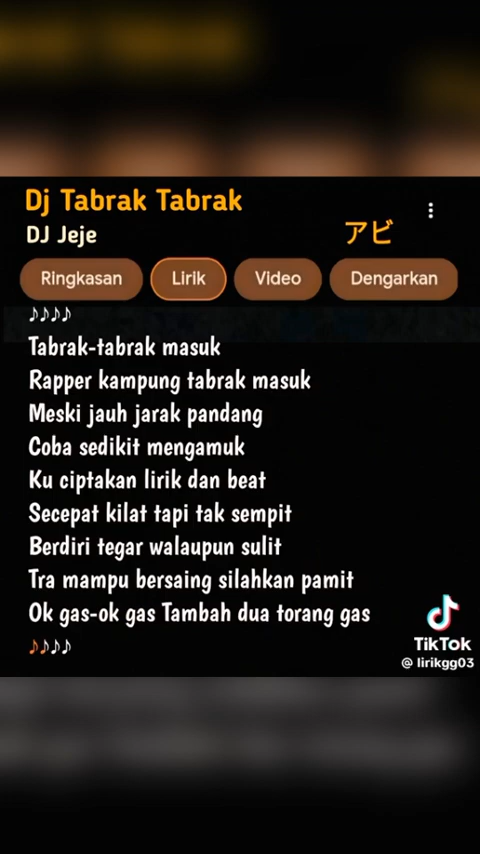 Dj Tabrak Tabrak
DJ Jeje
アビ
Ringkasan Lirik Video Dengarkan
♪♪♪♪
Tabrak-tabrak masuk
Rapper kampung tabrak masuk
Meski jauh jarak pandang
Coba sedikit mengamuk
Ku ciptakan lirik dan beat
Secepat kilat tapi tak sempit
Berdiri tegar walaupun sulit
Tra mampu bersaing silahkan pamit
Ok gas-ok gas Tambah dua torang gas
♪♪♪♪
TikTok
@ lirikgg03